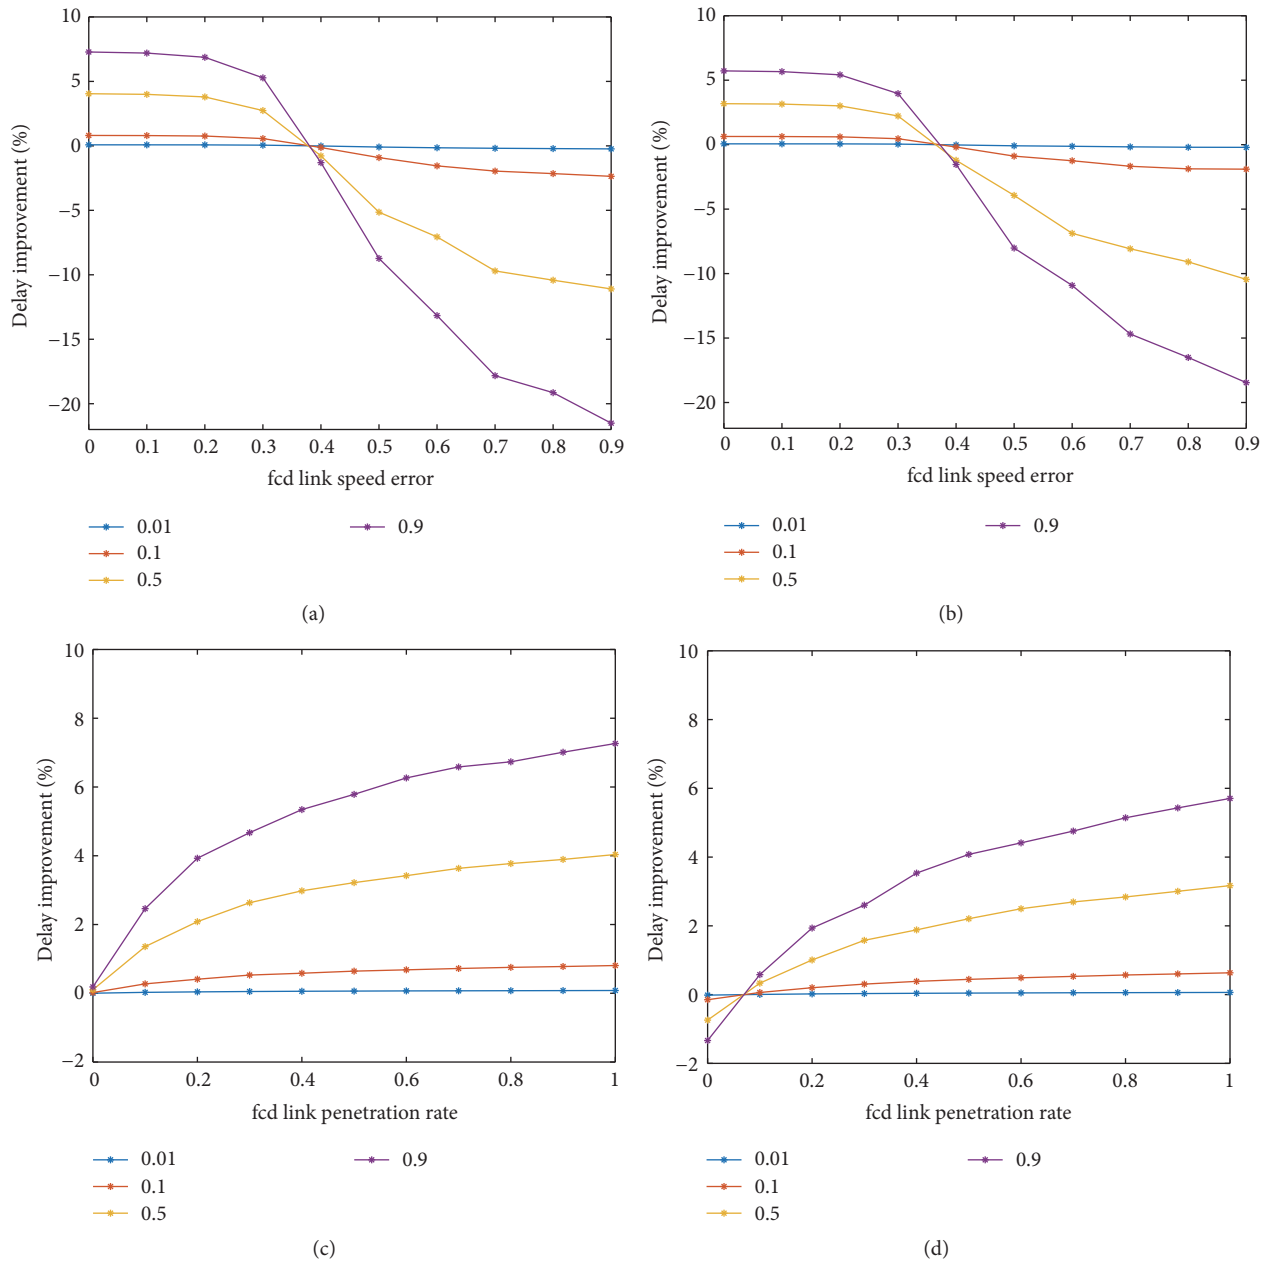 10
5
0
−5
−10
−15
−20
Delay improvement (%)
0 0.1 0.2 0.3 0.4 0.5 0.6 0.7 0.8 0.9
fcd link speed error
0.01
0.1
0.5
0.9
(a)
10
5
0
−5
−10
−15
−20
Delay improvement (%)
0 0.1 0.2 0.3 0.4 0.5 0.6 0.7 0.8 0.9
fcd link speed error
0.01
0.1
0.5
0.9
(b)
10
8
6
4
2
0
−2
Delay improvement (%)
0 0.2 0.4 0.6 0.8 1
fcd link penetration rate
0.01
0.1
0.5
0.9
(c)
10
8
6
4
2
0
−2
Delay improvement (%)
0 0.2 0.4 0.6 0.8 1
fcd link penetration rate
0.01
0.1
0.5
0.9
(d)